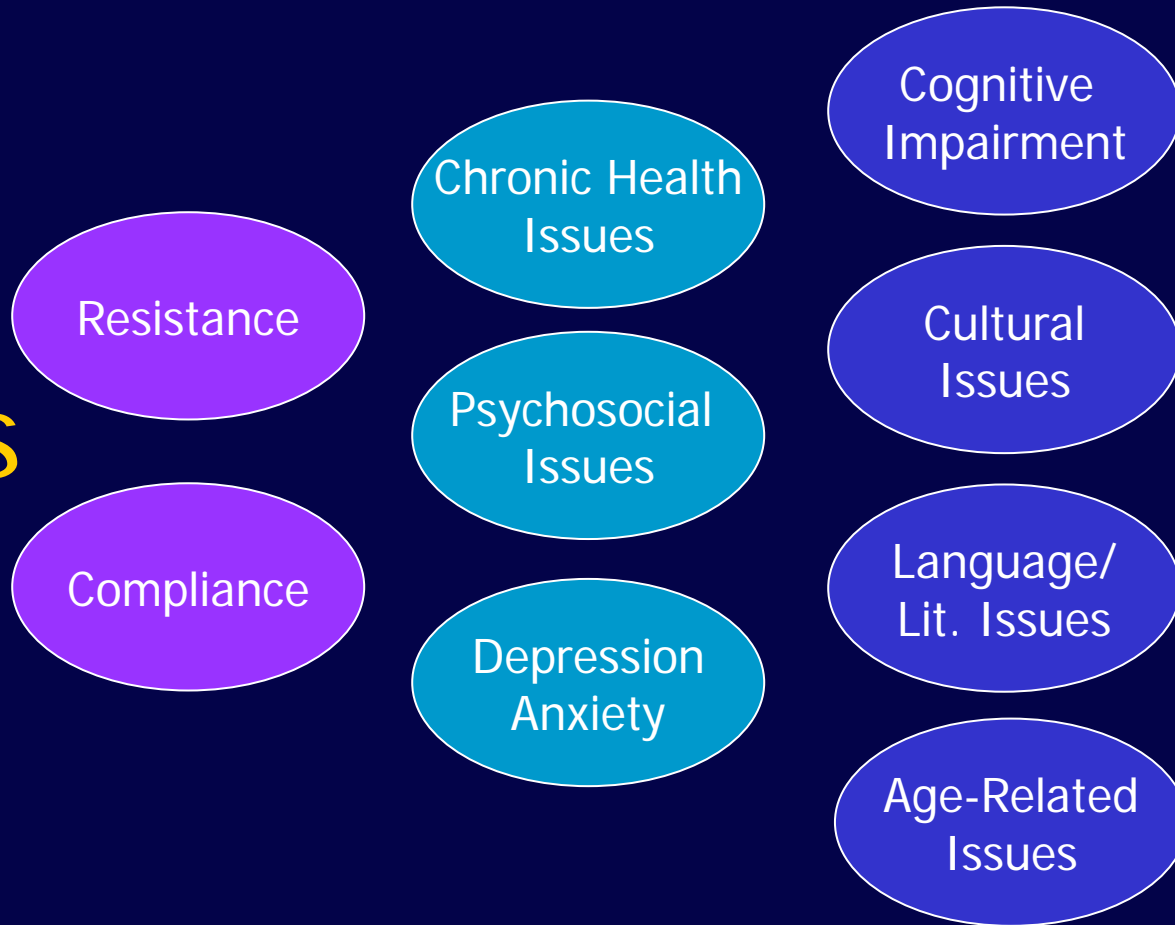 Resistance
s
Compliance
Chronic Health
Issues
Psychosocial
Issues
Depression
Anxiety
Cognitive
Impairment
Cultural
Issues
Language/
Lit. Issues
Age-Related
Issues